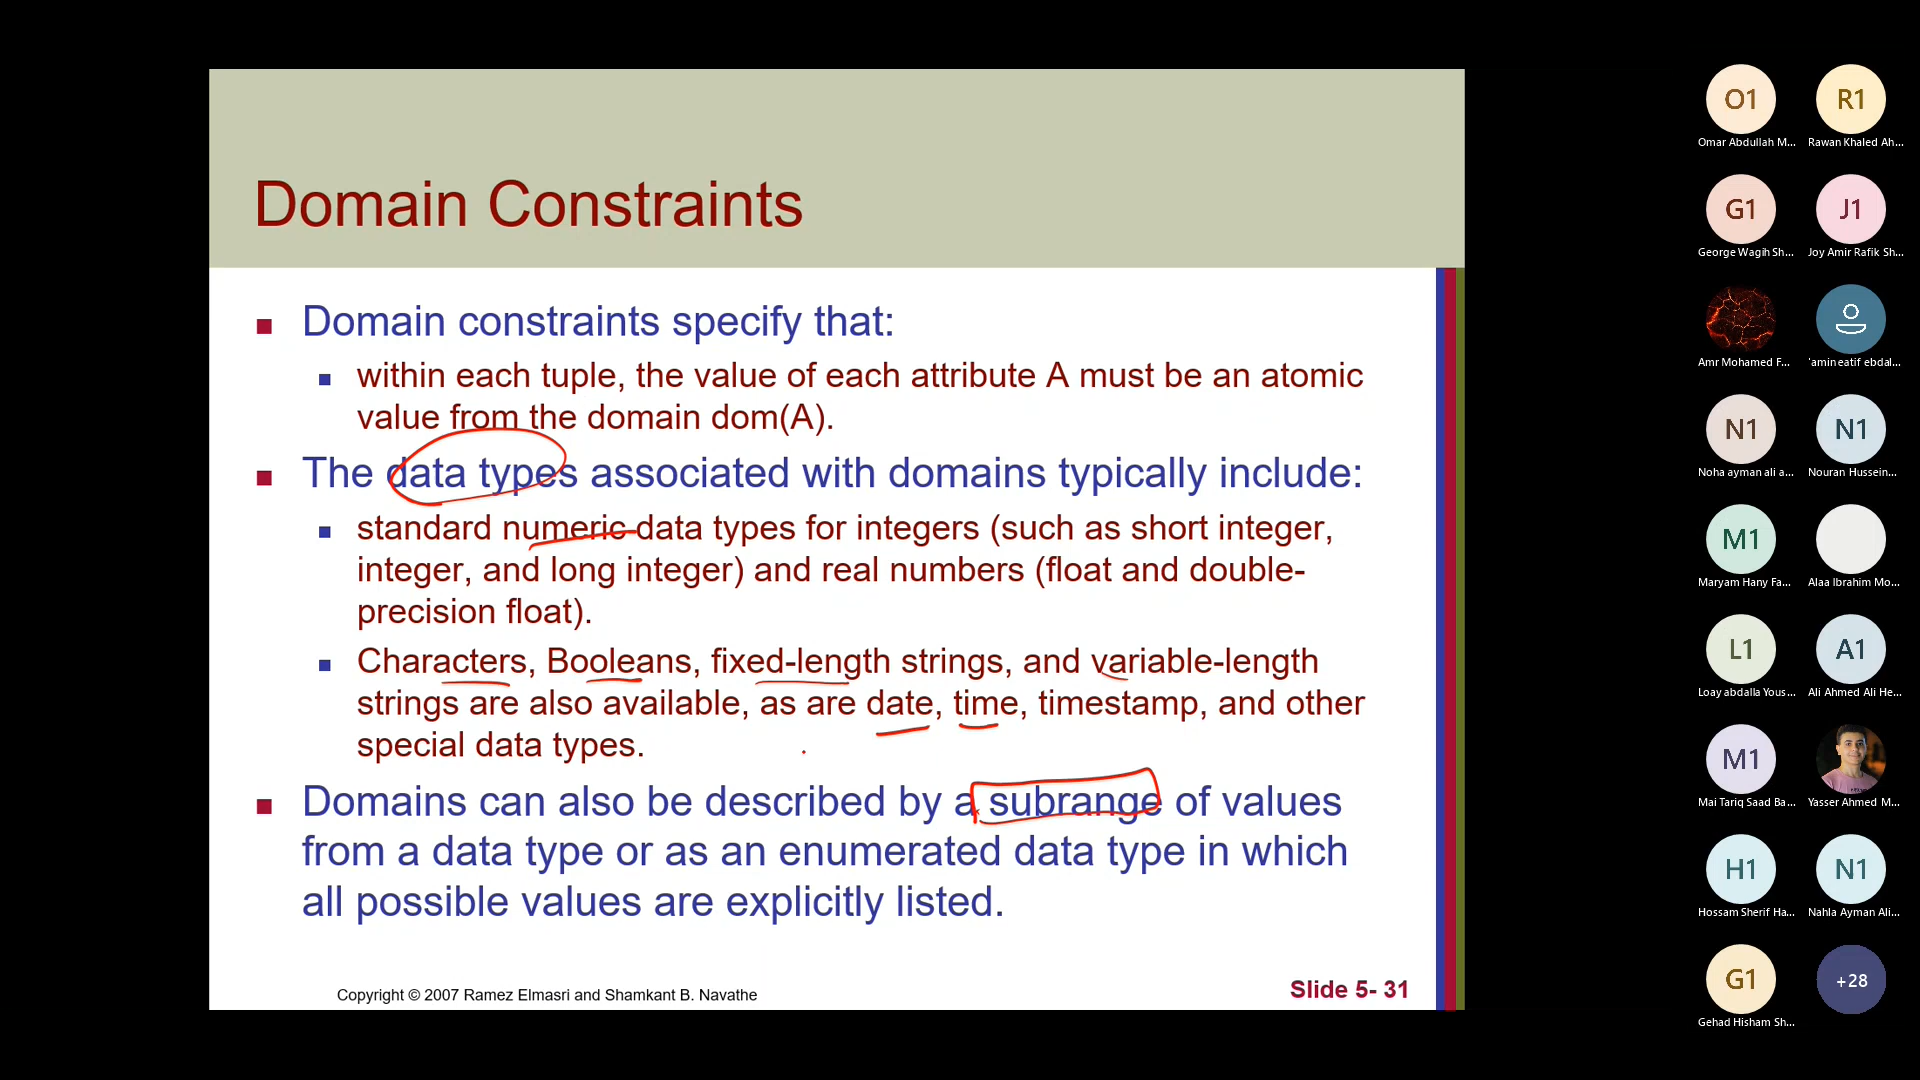 Domain Constraints
Domain constraints specify that:
within each tuple, the value of each attribute A must be an atomic
value from the domain dom(A).
The data types associated with domains typically include:
standard numeric data types for integers (such as short integer,
integer, and long integer) and real numbers (float and double-
precision float).
Characters, Booleans, fixed-length strings, and variable-length
strings are also available, as are date, time, timestamp, and other
special data types.
Domains can also be described by a subrange of values
from a data type or as an enumerated data type in which
all possible values are explicitly listed.
Copyright © 2007 Ramez Elmasri and Shamkant B. Navathe
Slide 5- 31
O1
R1
Omar Abdullah M...
Rawan Khaled Ah...
G1
J1
George Wagih Sh...
Joy Amir Rafik Sh...
Amr Mohamed F...
'amin eatif ebdal...
N1
N1
Noha ayman ali a...
Nouran Hussein...
M1
Maryam Hany Fa...
Alaa Ibrahim Mo...
L1
A1
Loay abdalla Yous...
Ali Ahmed Ali He...
M1
Mai Tariq Saad Ba...
Yasser Ahmed M...
H1
N1
Hossam Sherif Ha...
Nahla Ayman Ali...
G1
+28
Gehad Hisham Sh...